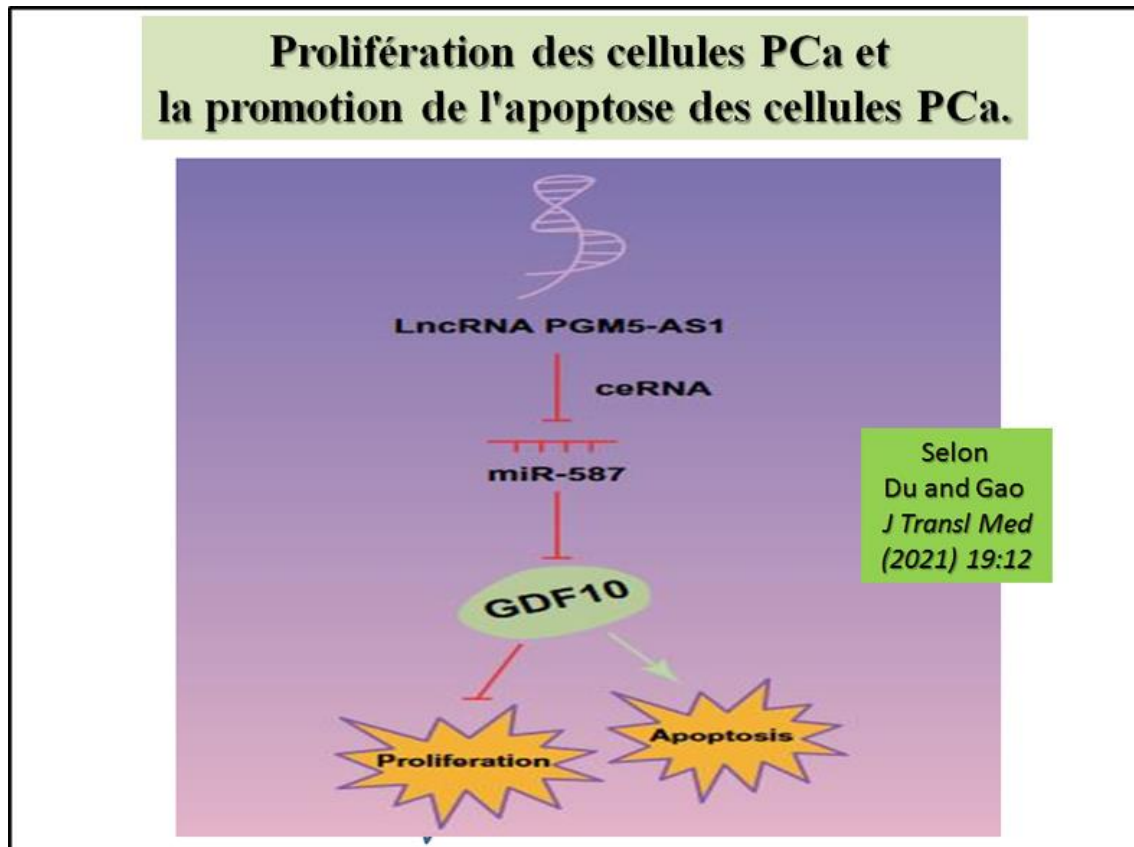 Prolifération des cellules PCa et
la promotion de l'apoptose des cellules PCa.
LncRNA PGM5-AS1
ceRNA
miR-587
Selon
Du and Gao
J Transl Med
(2021) 19:12
GDF10
Proliferation
Apoptosis